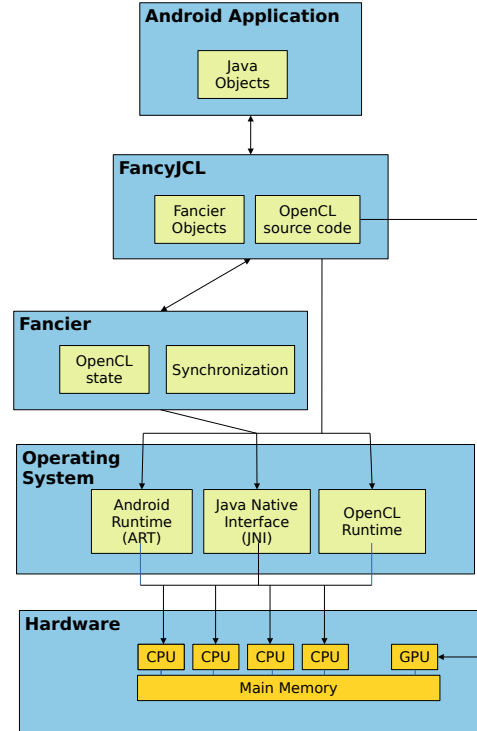 Android Application
Java
Objects
FancyJCL
Fancier
Objects
OpenCL
source code
Fancier
OpenCL
state
Synchronization
Operating
System
Android
Runtime
(ART)
Java Native
Interface
(JNI)
OpenCL
Runtime
Hardware
CPU
CPU
CPU
CPU
GPU
Main Memory